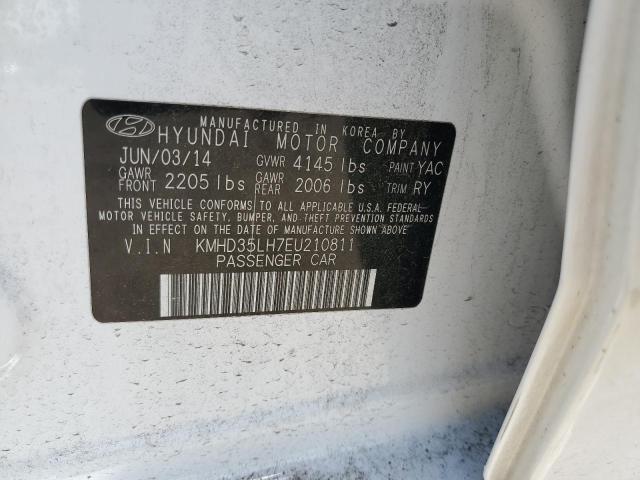 MANUFACTURED IN KOREA BY
HYUNDAI MOTOR COMPANY
JUN/03/14 GVWR 4145 lbs PAINT YAC
GAWR FRONT 2205 lbs GAWR REAR 2006 lbs TRIM RY
THIS VEHICLE CONFORMS TO ALL APPLICABLE U.S.A. FEDERAL
MOTOR VEHICLE SAFETY, BUMPER, AND THEFT PREVENTION STANDARDS
IN EFFECT ON THE DATE OF MANUFACTURE SHOWN ABOVE.
V.I.N KMHD35LH7EU210811
PASSENGER CAR